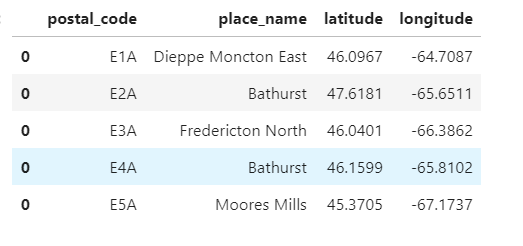 postal_code place_name latitude longitude
0 E1A Dieppe Moncton East 46.0967 -64.7087
0 E2A Bathurst 47.6181 -65.6511
0 E3A Fredericton North 46.0401 -66.3862
0 E4A Bathurst 46.1599 -65.8102
0 E5A Moores Mills 45.3705 -67.1737